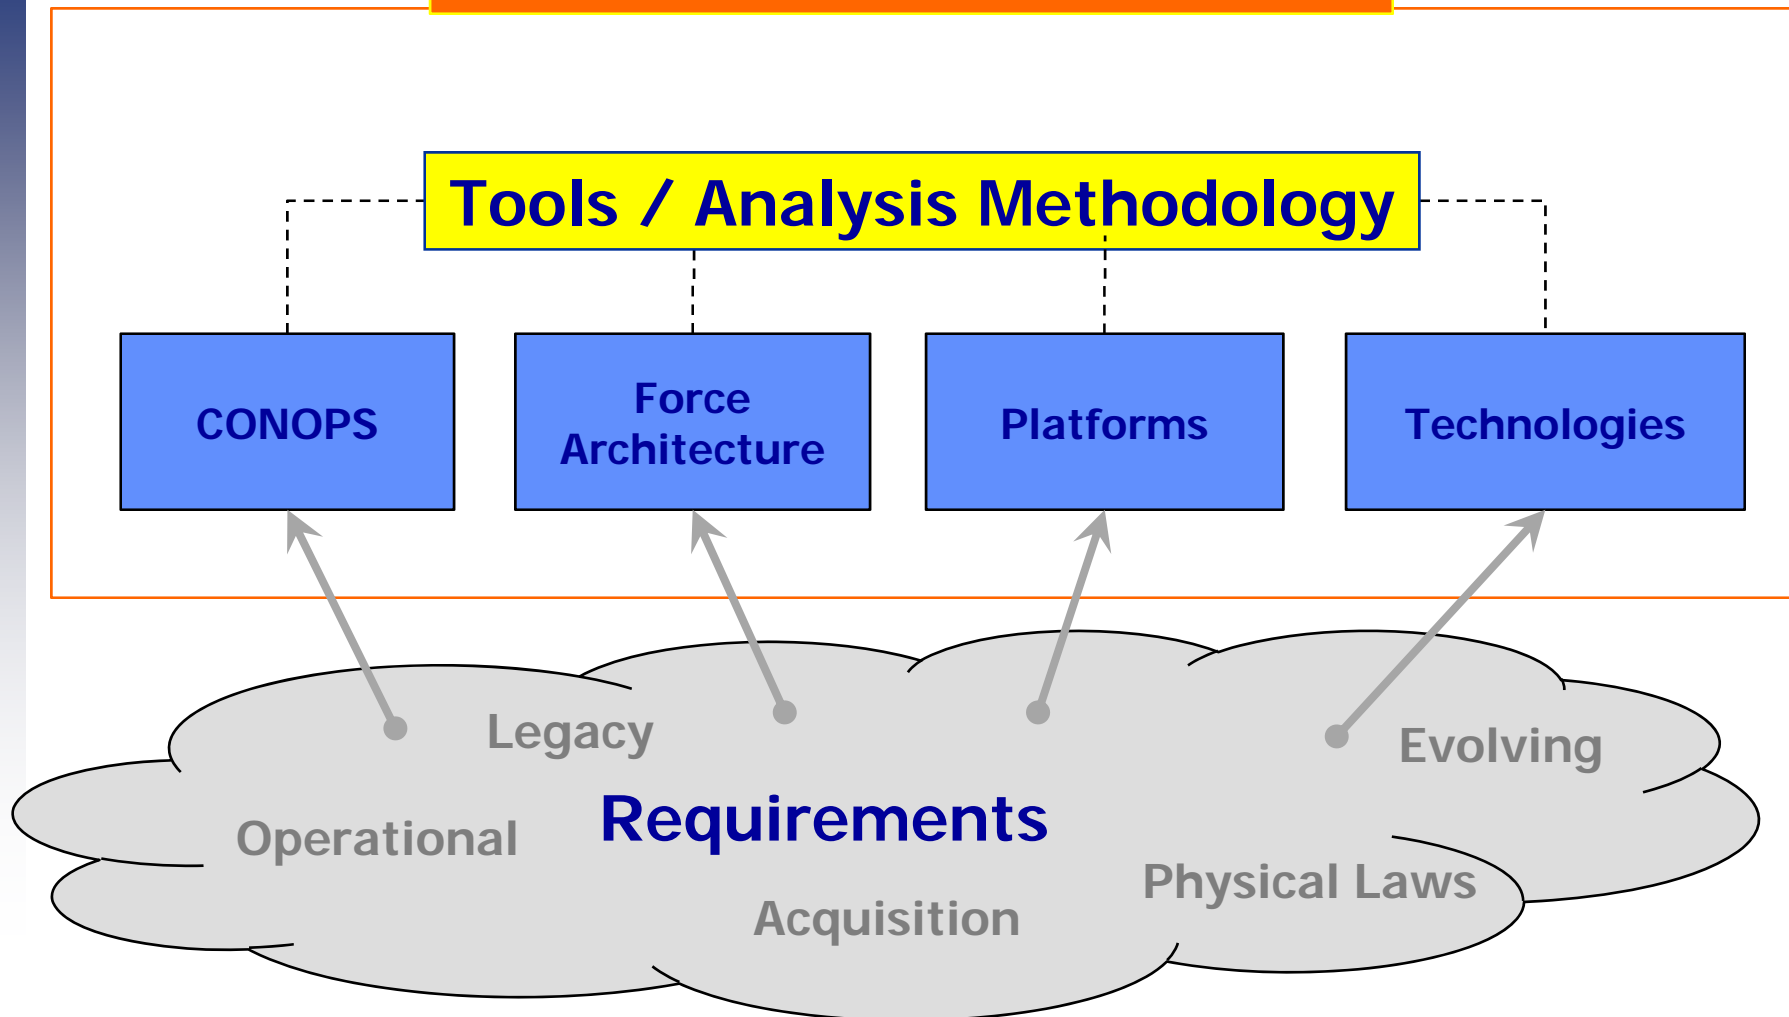 Tools / Analysis Methodology
CONOPS
Force
Architecture
Platforms
Technologies
Legacy
Evolving
Requirements
Operational
Physical Laws
Acquisition